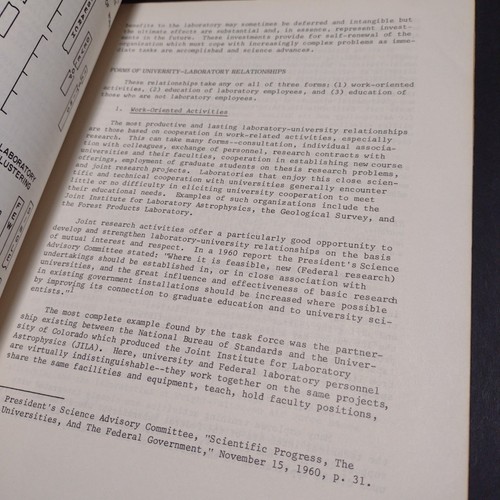 Benefits to the laboratory may sometimes be deferred and intangible but
the ultimate effects are substantial and, in essence, represent invest-
ments in the future. These investments provide for self-renewal of the
organization which must cope with increasingly complex problems as imme-
diate tasks are accomplished and science advances.
FORMS OF UNIVERSITY-LABORATORY RELATIONSHIPS
These relationships take any or all of three forms: (1) work-oriented
activities, (2) education of laboratory employees, and (3) education of
those who are not laboratory employees.
1. Work-Oriented Activities
The most productive and lasting laboratory-university relationships
are those based on cooperation in work-related activities, especially
research. This can take many forms--consultation, individual associa-
tion with colleagues, exchange of personnel, research contracts with
universities and their faculties, cooperation in establishing new course
offerings, employment of graduate students on thesis research problems,
and joint research projects. Laboratories that enjoy this close scien-
tific and technical cooperation with universities generally encounter
little or no difficulty in eliciting university cooperation to meet
their educational needs. Examples of such organizations include the
Joint Institute for Laboratory Astrophysics, the Geological Survey, and
the Forest Products Laboratory.
Joint research activities offer a particularly good opportunity to
develop and strengthen laboratory-university relationships on the basis
of mutual interest and respect. In a 1960 report the President's Science
Advisory Committee stated: "Where it is feasible, new (Federal research)
undertakings should be established in, or in close association with
universities, and the great influence and effectiveness of basic research
in existing government installations should be increased where possible
by improving its connection to graduate education and to university sci-
entists."
The most complete example found by the task force was the partner-
ship existing between the National Bureau of Standards and the Univer-
sity of Colorado which produced the Joint Institute for Laboratory
Astrophysics (JILA). Here, university and Federal laboratory personnel
are virtually indistinguishable--they work together on the same projects,
share the same facilities and equipment, teach, hold faculty positions,
President's Science Advisory Committee, "Scientific Progress, The
Universities, And The Federal Government," November 15, 1960, p. 31.
LABORATORY
CLUSTERING